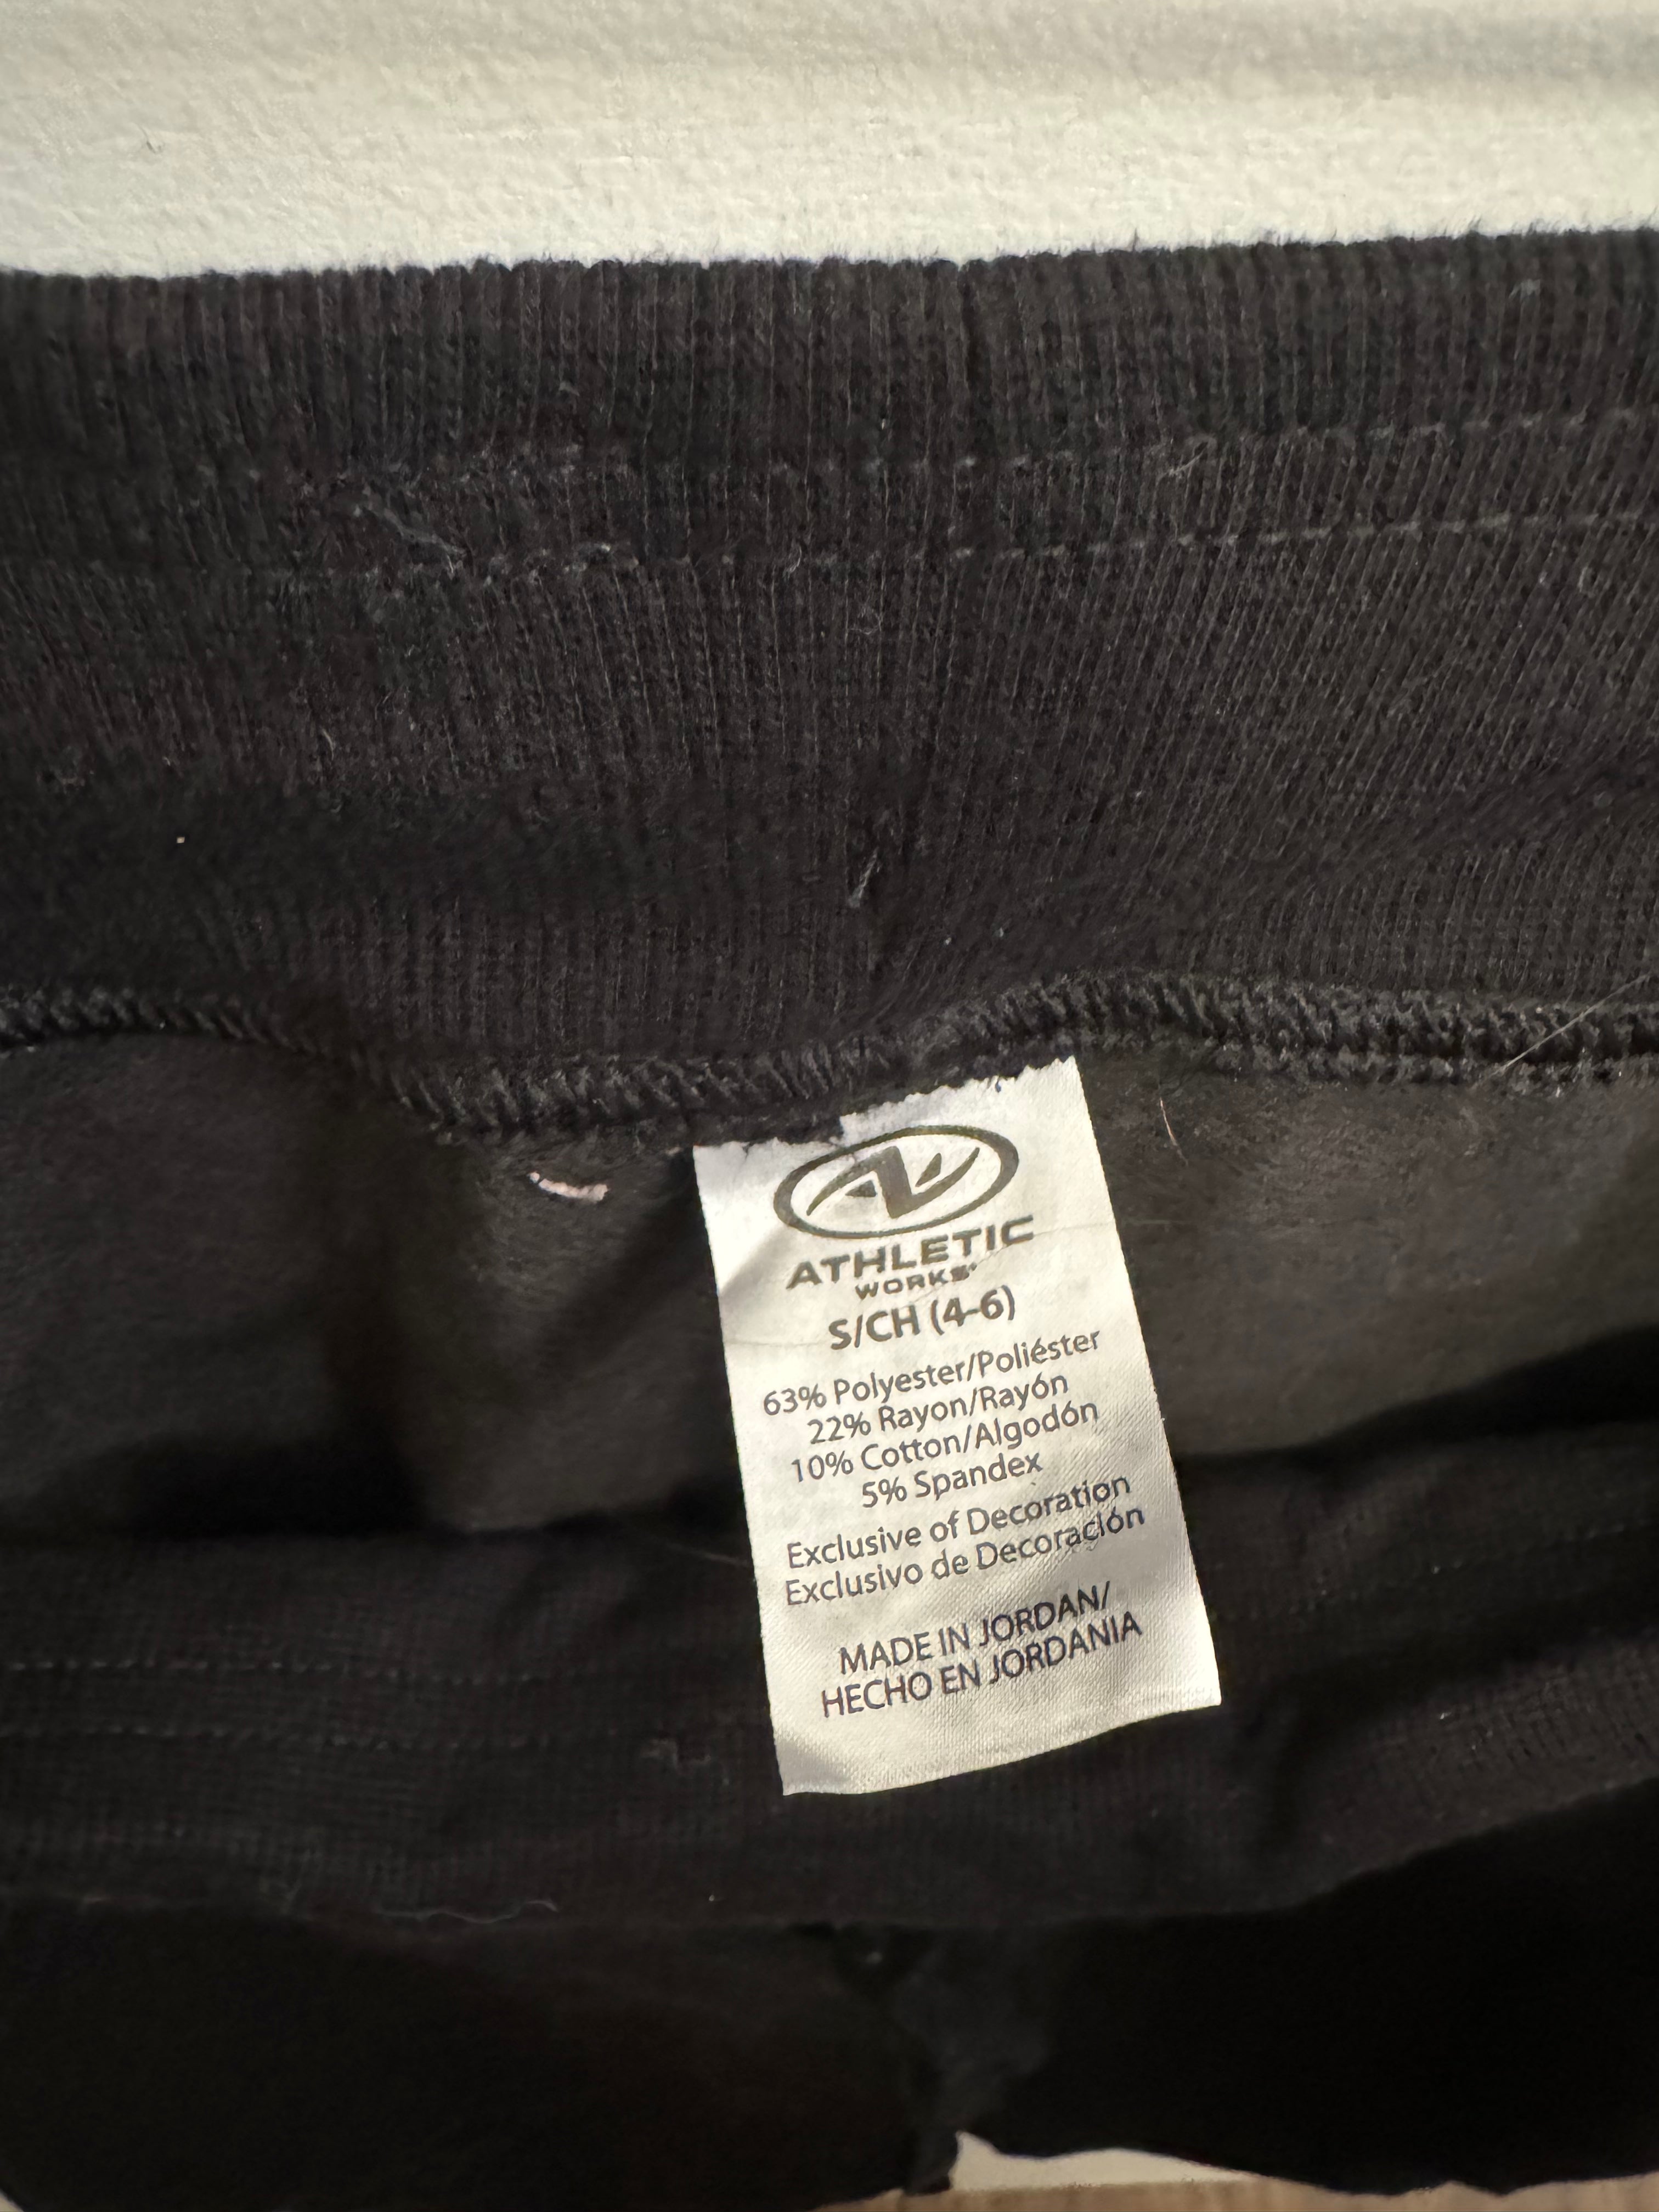 ATHLETIC
WORKS®
S/CH (4-6)
63% Polyester/Poliéster
22% Rayon/Rayón
10% Cotton/Algodón
5% Spandex
Exclusive of Decoration
Exclusivo de Decoración
MADE IN JORDAN/
HECHO EN JORDANIA